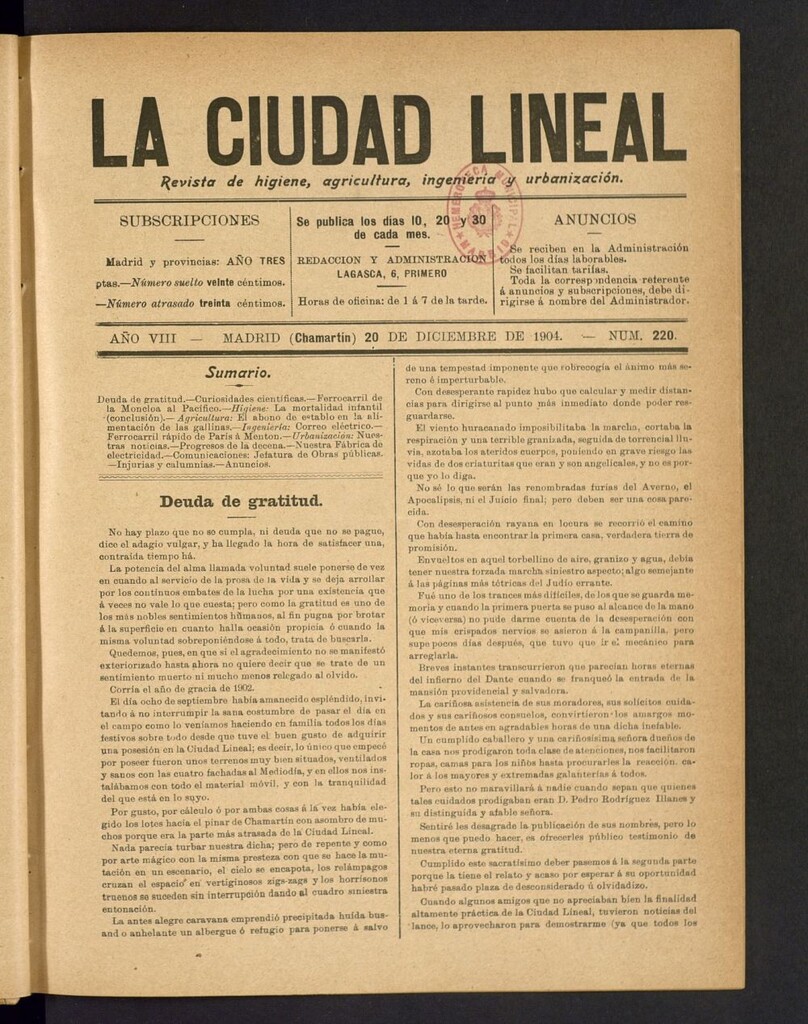 LA CIUDAD LINEAL
Revista de higiene, agricultura, ingeniería y urbanización.
HEMEROTECA MUNICIPAL
MADRID
SUBSCRIPCIONES
Madrid y provincias: AÑO TRES
ptas.—Número suelto veinte céntimos.
—Número atrasado treinta céntimos.
Se publica los días 10, 20 y 30
de cada mes.
REDACCION Y ADMINISTRACION
LAGASCA, 6, PRIMERO
Horas de oficina: de 1 á 7 de la tarde.
ANUNCIOS
Se reciben en la Administración
todos los días laborables.
Se facilitan tarifas.
Toda la correspondencia referente
á anuncios y subscripciones, debe di-
rigirse á nombre del Administrador.
AÑO VIII — MADRID (Chamartín) 20 DE DICIEMBRE DE 1904. — NUM. 220.
Sumario.
Deuda de gratitud.—Curiosidades científicas.—Ferrocarril de
la Moncloa al Pacífico.—Higiene: La mortalidad infantil
(conclusión).—Agricultura: El abono de establo en la ali-
mentación de las gallinas.—Ingeniería: Correo eléctrico.—
Ferrocarril rápido de París á Menton.—Urbanización: Nues-
tras noticias.—Progresos de la decena.—Nuestra Fábrica de
electricidad.—Comunicaciones: Jefatura de Obras públicas.
—Injurias y calumnias.—Anuncios.
Deuda de gratitud.
No hay plazo que no se cumpla, ni deuda que no se pague,
dice el adagio vulgar, y ha llegado la hora de satisfacer una,
contraída tiempo há.
La potencia del alma llamada voluntad suele ponerse de vez
en cuando al servicio de la prosa de la vida y se deja arrollar
por los continuos embates de la lucha por una existencia que
á veces no vale lo que cuesta; pero como la gratitud es uno de
los más nobles sentimientos humanos, al fin pugna por brotar
á la superficie en cuanto halla ocasión propicia ó cuando la
misma voluntad sobreponiéndose á todo, trata de buscarla.
Quedemos, pues, en que si el agradecimiento no se manifestó
exteriorizado hasta ahora no quiere decir que se trate de un
sentimiento muerto ni mucho menos relegado al olvido.
Corría el año de gracia de 1902.
El día ocho de septiembre había amanecido espléndido, invi-
tando á no interrumpir la sana costumbre de pasar el día en
el campo como lo veníamos haciendo en familia todos los días
festivos sobre todo desde que tuve el buen gusto de adquirir
una posesión en la Ciudad Lineal; es decir, lo único que empecé
por poseer fueron unos terrenos muy bien situados, ventilados
y sanos con las cuatro fachadas al Mediodía, y en ellos nos ins-
talábamos con todo el material móvil, y con la tranquilidad
del que está en lo suyo.
Por gusto, por cálculo ó por ambas cosas á la vez había ele-
gido los lotes hacia el pinar de Chamartin con asombro de mu-
chos porque era la parte más atrasada de la Ciudad Lineal.
Nada parecía turbar nuestra dicha; pero de repente y como
por arte mágico con la misma presteza con que se hace la mu-
tación en un escenario, el cielo se encapota, los relámpagos
cruzan el espacio en vertiginosos zigs-zags y los horrisonos
truenos se suceden sin interrupción dando al cuadro siniestra
entonación.
La antes alegre caravana emprendió precipitada huída bus-
ando anhelante un albergue ó refugio para ponerse á salvo
de una tempestad imponente que sobrecogía el ánimo más se-
reno é imperturbable.
Con desesperante rapidez hubo que calcular y medir distan-
cias para dirigirse al punto más inmediato donde poder res-
guardarse.
El viento huracanado imposibilitaba la marcha, cortaba la
respiración y una terrible granizada, seguida de torrencial llu-
via, azotaba los ateridos cuerpos, poniendo en grave riesgo las
vidas de dos criaturitas que eran y son angelicales, y no es por-
que yo lo diga.
No sé lo que serán las renombradas furias del Averno, el
Apocalipsis, ni el Juicio final; pero deben ser una cosa pare-
cida.
Con desesperación rayana en locura se recorrió el camino
que había hasta encontrar la primera casa, verdadera tierra de
promisión.
Envueltos en aquel torbellino de aire, granizo y agua, debía
tener nuestra forzada marcha siniestro aspecto; algo semejante
á las páginas más tétricas del Judío errante.
Fué uno de los trances más difíciles, de los que se guarda me-
moria y cuando la primera puerta se puso al alcance de la mano
(ó viceversa) no pude darme cuenta de la desesperación con
que mis crispados nervios se asieron á la campanilla, pero
supe pocos días después, que tuvo que ir el mecánico para
arreglarla.
Breves instantes transcurrieron que parecían horas eternas
del infierno del Dante cuando se franqueó la entrada de la
mansión providencial y salvadora.
La cariñosa asistencia de sus moradores, sus solícitos cuida-
dos y sus cariñosos consuelos, convirtieron los amargos mo-
mentos de antes en agradables horas de una dicha inefable.
Un cumplido caballero y una cariñosísima señora dueños de
la casa nos prodigaron toda clase de atenciones, nos facilitaron
ropas, camas para los niños hasta procurarles la reacción, ca-
lor á los mayores y extremadas galanterías á todos.
Pero esto no maravillará á nadie cuando sepan que quienes
tales cuidados prodigaban eran D. Pedro Rodríguez Illanes y
su distinguida y afable señora.
Sentiré les desagrade la publicación de sus nombres, pero lo
menos que puedo hacer, es ofrecerles público testimonio de
nuestra eterna gratitud.
Cumplido este sacratísimo deber pasemos á la segunda parte
porque la tiene el relato y acaso por esperar á su oportunidad
habré pasado plaza de desconsiderado ú olvidadizo.
Cuando algunos amigos que no apreciaban bien la finalidad
altamente práctica de la Ciudad Lineal, tuvieron noticias del
lance, lo aprovecharon para demostrarme (ya que todos los